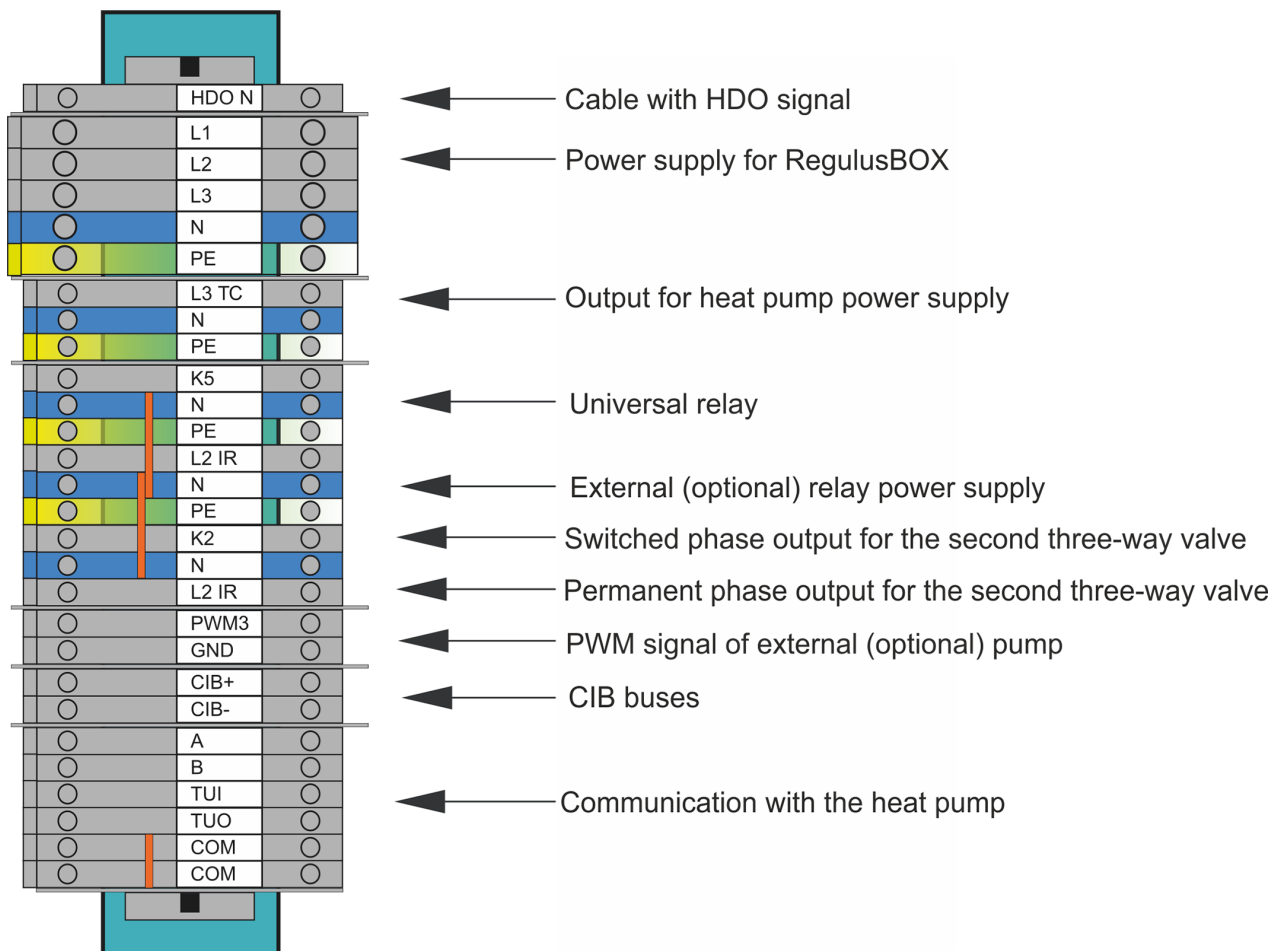 HDO N Cable with HDO signal
L1
L2 Power supply for RegulusBOX
L3
N
PE
L3 TC Output for heat pump power supply
N
PE
K5
N Universal relay
PE
L2 IR
N External (optional) relay power supply
PE
K2 Switched phase output for the second three-way valve
N
L2 IR Permanent phase output for the second three-way valve
PWM3
GND PWM signal of external (optional) pump
CIB+
CIB- CIB buses
A
B
TUI Communication with the heat pump
TUO
COM
COM